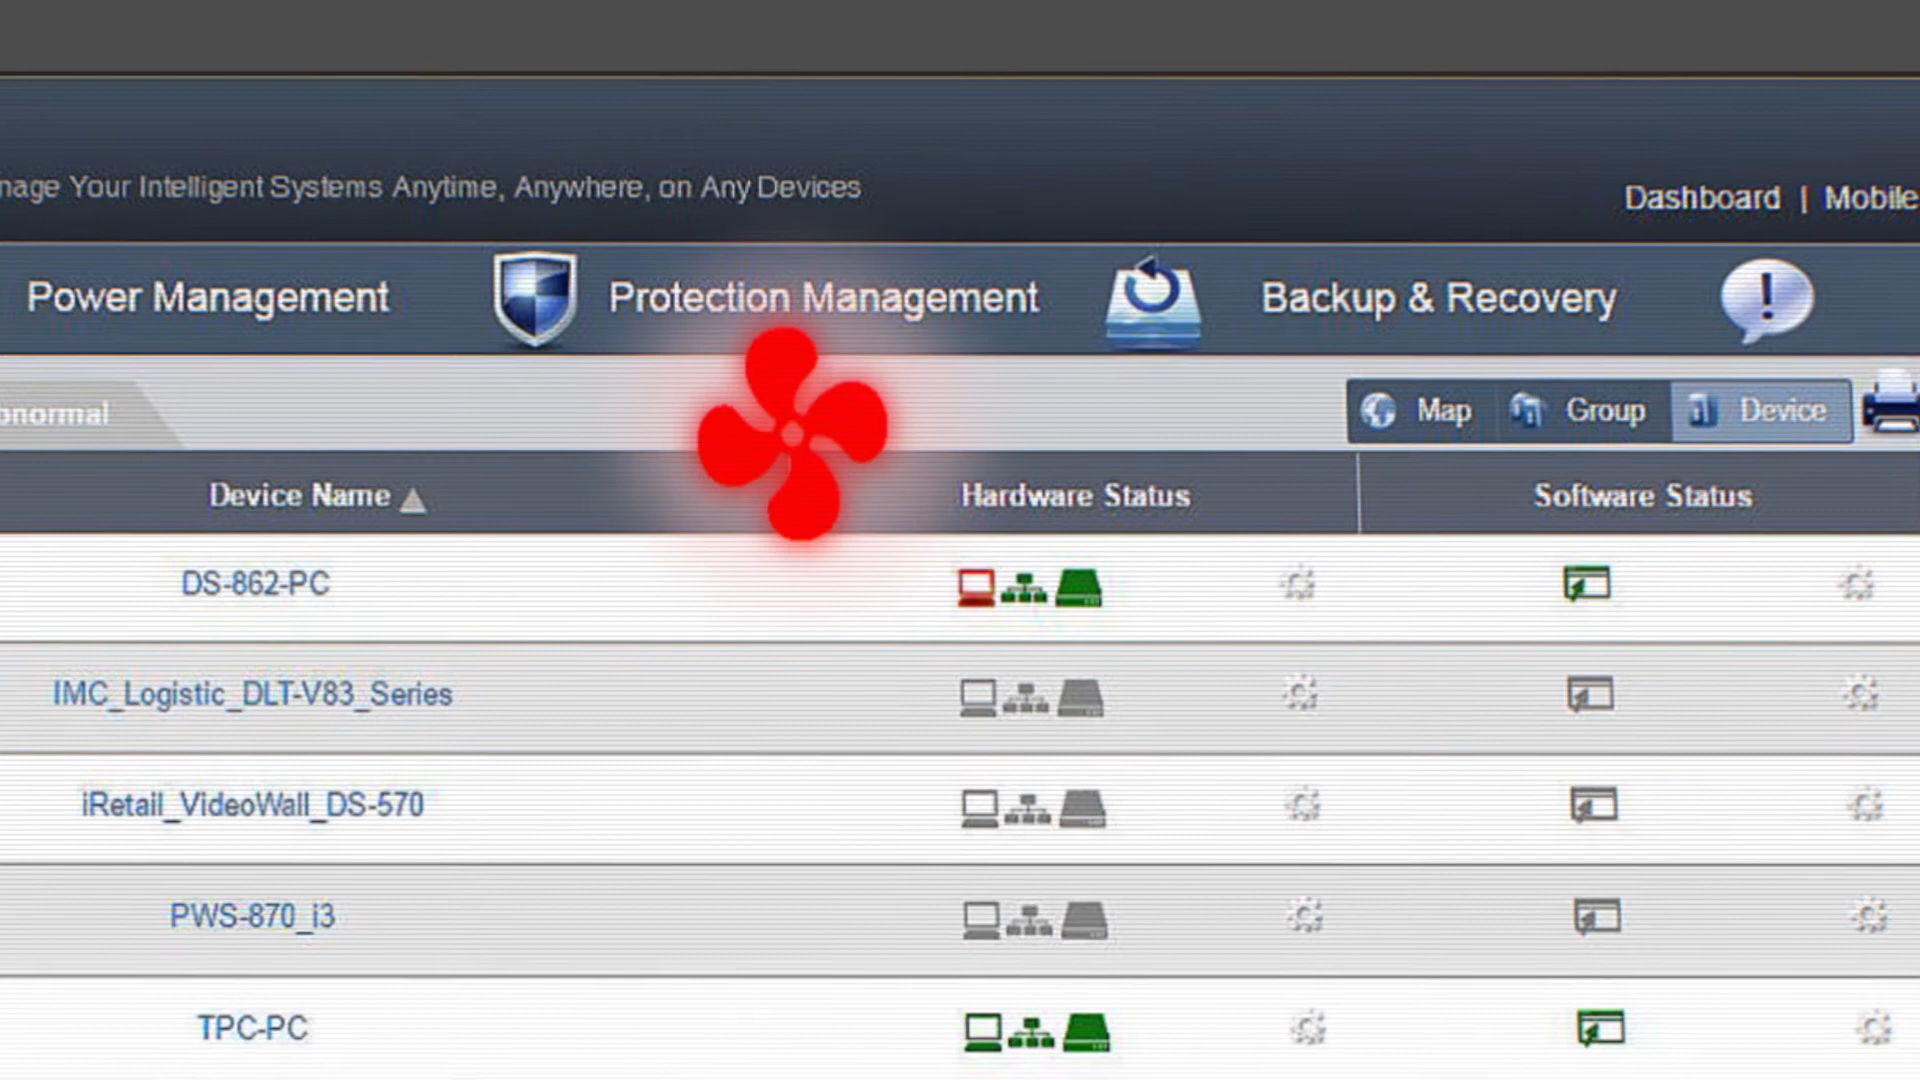 nage Your Intelligent Systems Anytime, Anywhere, on Any Devices
Dashboard | Mobile
Power Management Protection Management Backup & Recovery
bnormal
Map Group Device
Device Name Hardware Status Software Status
DS-862-PC
IMC_Logistic_DLT-V83_Series
iRetail_VideoWall_DS-570
PWS-870_i3
TPC-PC